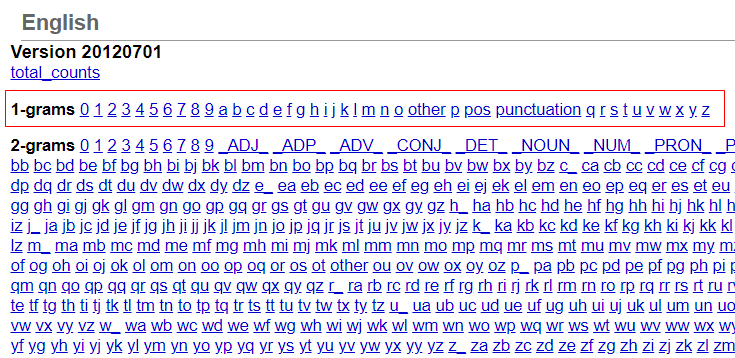 English
Version 20120701
total_counts
1-grams 0 1 2 3 4 5 6 7 8 9 a b c d e f g h i j k l m n o other p pos punctuation q r s t u v w x y z
2-grams 0 1 2 3 4 5 6 7 8 9 _ADJ_ _ADP_ _ADV_ _CONJ_ _DET_ _NOUN_ _NUM_ _PRON_
bb bc bd be bf bg bh bi bj bk bl bm bn bo bp bq br bs bt bu bv bw bx by bz c_ ca cb cc cd ce cf cg
dp dq dr ds dt du dv dw dx dy dz e_ ea eb ec ed ee ef eg eh ei ej ek el em en eo ep eq er es et eu
gg gh gi gj gk gl gm gn go gp gq gr gs gt gu gv gw gx gy gz h_ ha hb hc hd he hf hg hh hi hj hk hl
iz j_ ja jb jc jd je jf jg jh ji jj jk jl jm jn jo jp jq jr js jt ju jv jw jx jy jz k_ ka kb kc kd ke kf kg kh ki kj kk kl
lz m_ ma mb mc md me mf mg mh mi mj mk ml mm mn mo mp mq mr ms mt mu mv mw mx my
of og oh oi oj ok ol om on oo op oq or os ot other ou ov ow ox oy oz p_ pa pb pc pd pe pf pg ph pi
qm qn qo qp qq qr qs qt qu qv qw qx qy qz r_ ra rb rc rd re rf rg rh ri rj rk rl rm rn ro rp rq rr rs rt ru
te tf tg th ti tj tk tl tm tn to tp tq tr ts tt tu tv tw tx ty tz u_ ua ub uc ud ue uf ug uh ui uj uk ul um un uo
vw vx vy vz w_ wa wb wc wd we wf wg wh wi wj wk wl wm wn wo wp wq wr ws wt wu wv ww wx
yf yg yh yi yj yk yl ym yn yo yp yq yr ys yt yu yv yw yx yy yz z_ za zb zc zd ze zf zg zh zi zj zk zl zm